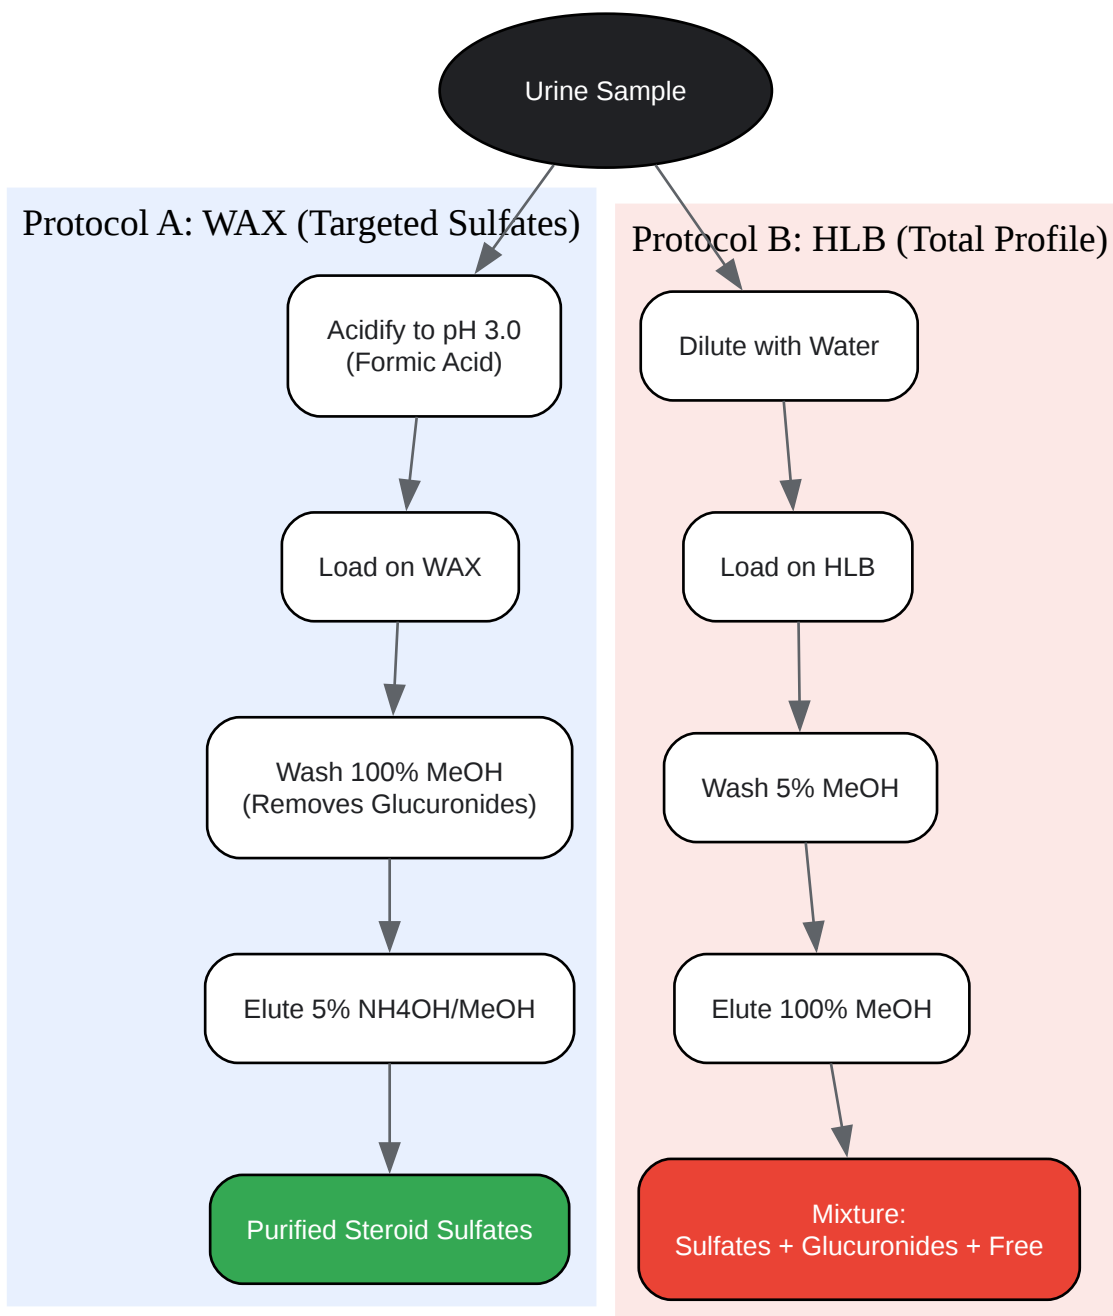 Urine Sample
Protocol A: WAX (Targeted Sulfates)
Acidify to pH 3.0
(Formic Acid)
Load on WAX
Wash 100% MeOH
(Removes Glucuronides)
Elute 5% NH4OH/MeOH
Purified Steroid Sulfates
Protocol B: HLB (Total Profile)
Dilute with Water
Load on HLB
Wash 5% MeOH
Elute 100% MeOH
Mixture:
Sulfates + Glucuronides + Free